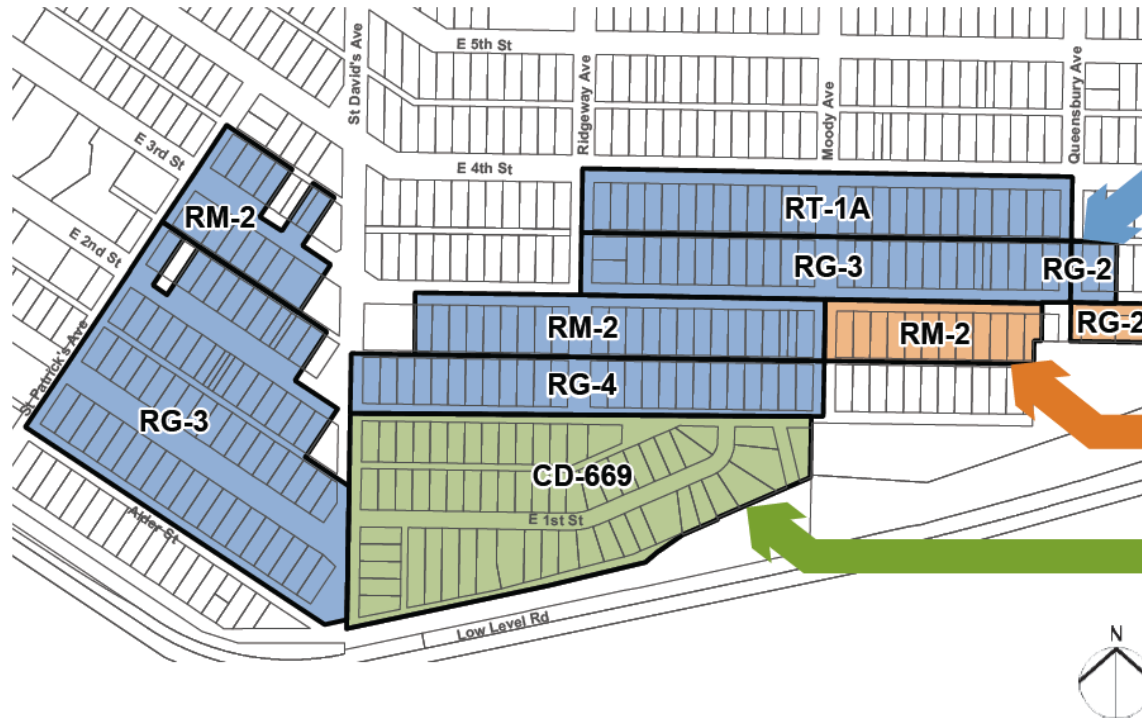 E 5th St
St David's Ave
Ridgeway Ave
Moody Ave
Queensbury Ave
E 3rd St
E 4th St
RM-2
RT-1A
E 2nd St
RG-3
RG-2
RM-2
RM-2
RG-2
St Patrick's Ave
RG-4
RG-3
CD-669
E 1st St
Alder St
Low Level Rd
N